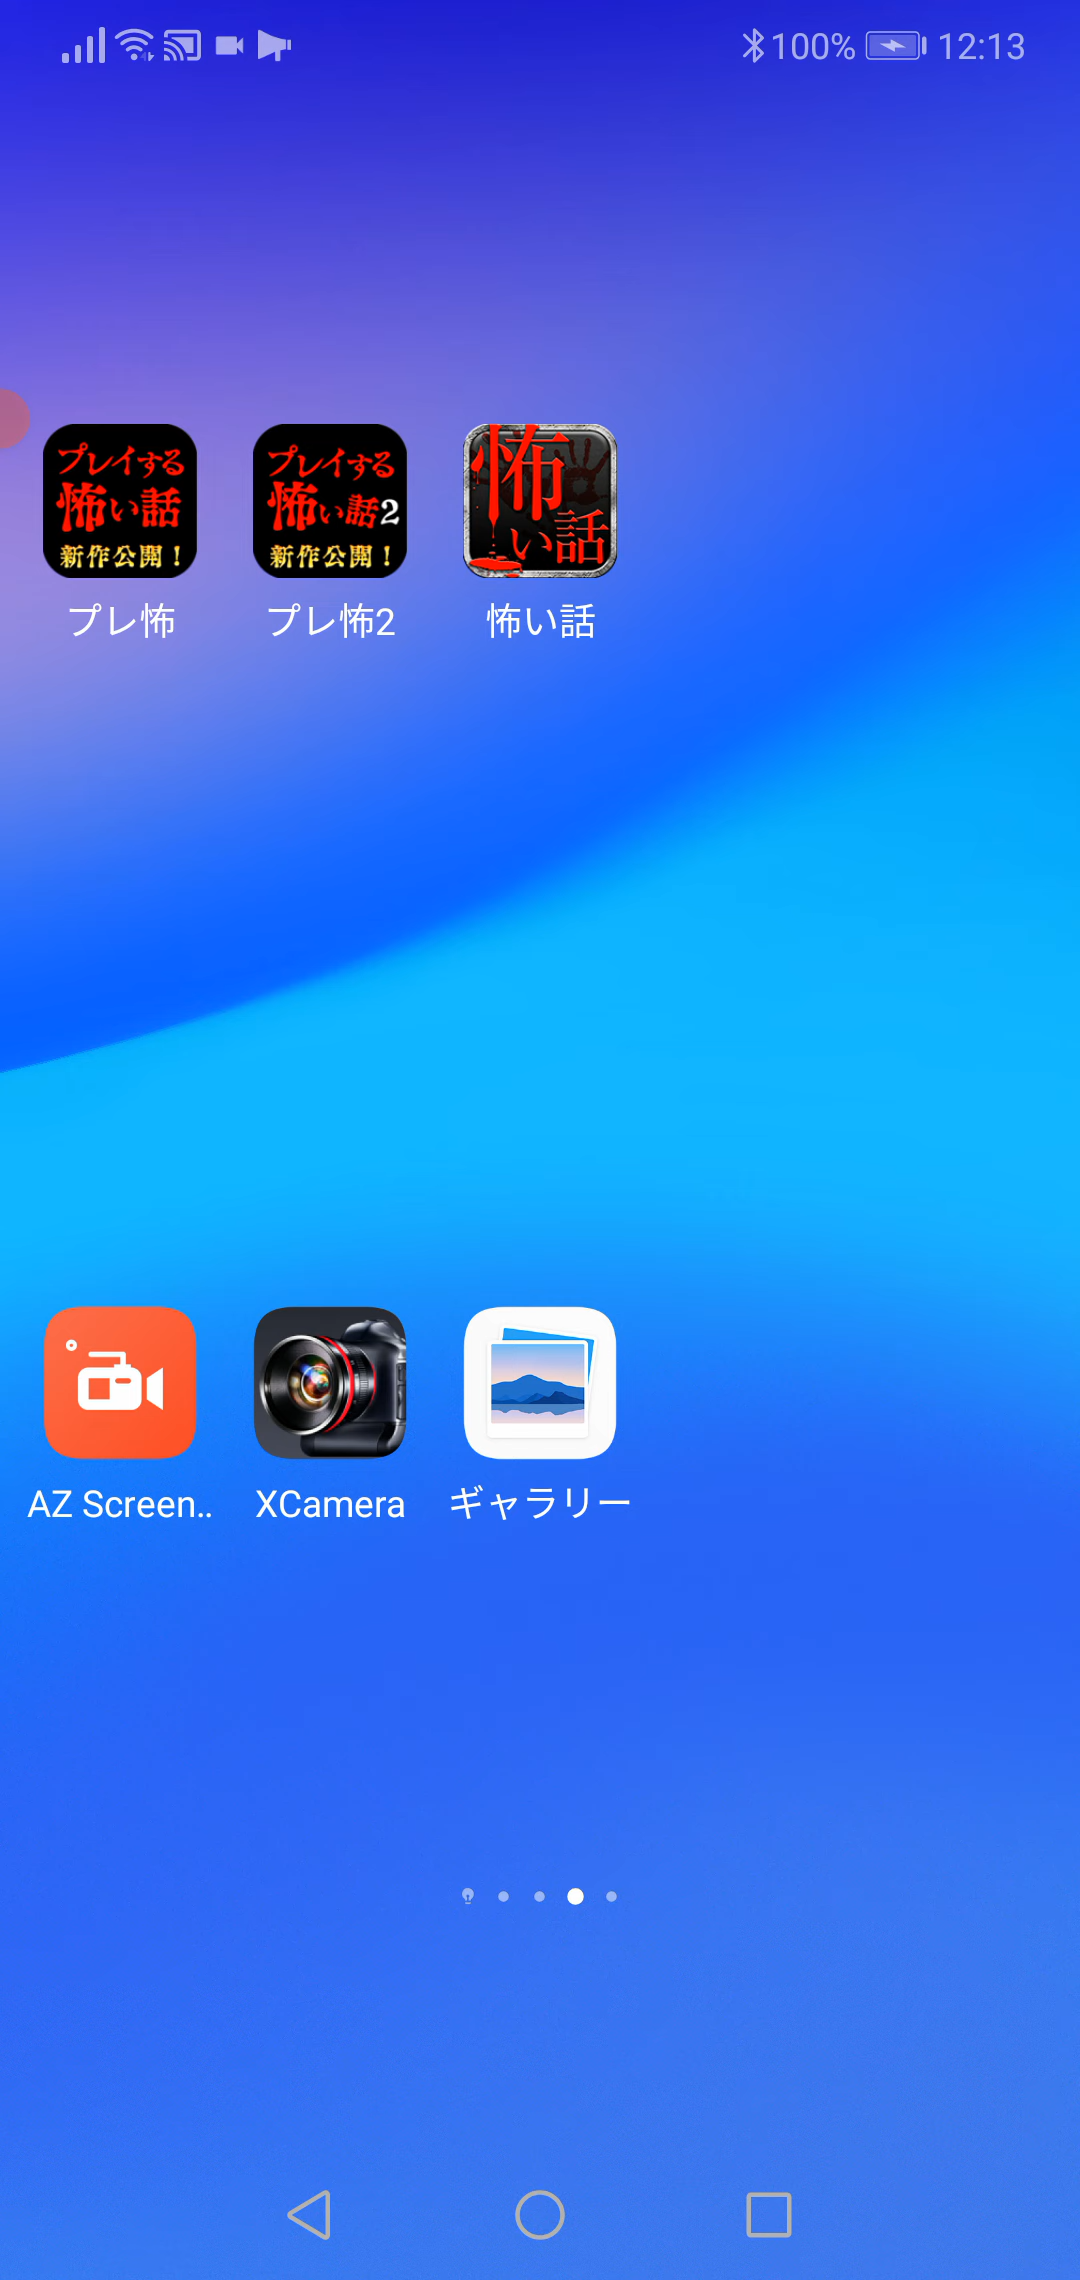 100% 12:13
プレイする
怖い話
新作公開！
プレイする
怖い話2
新作公開！
怖
い話
プレ怖
プレ怖2
怖い話
AZ Screen..
XCamera
ギャラリー